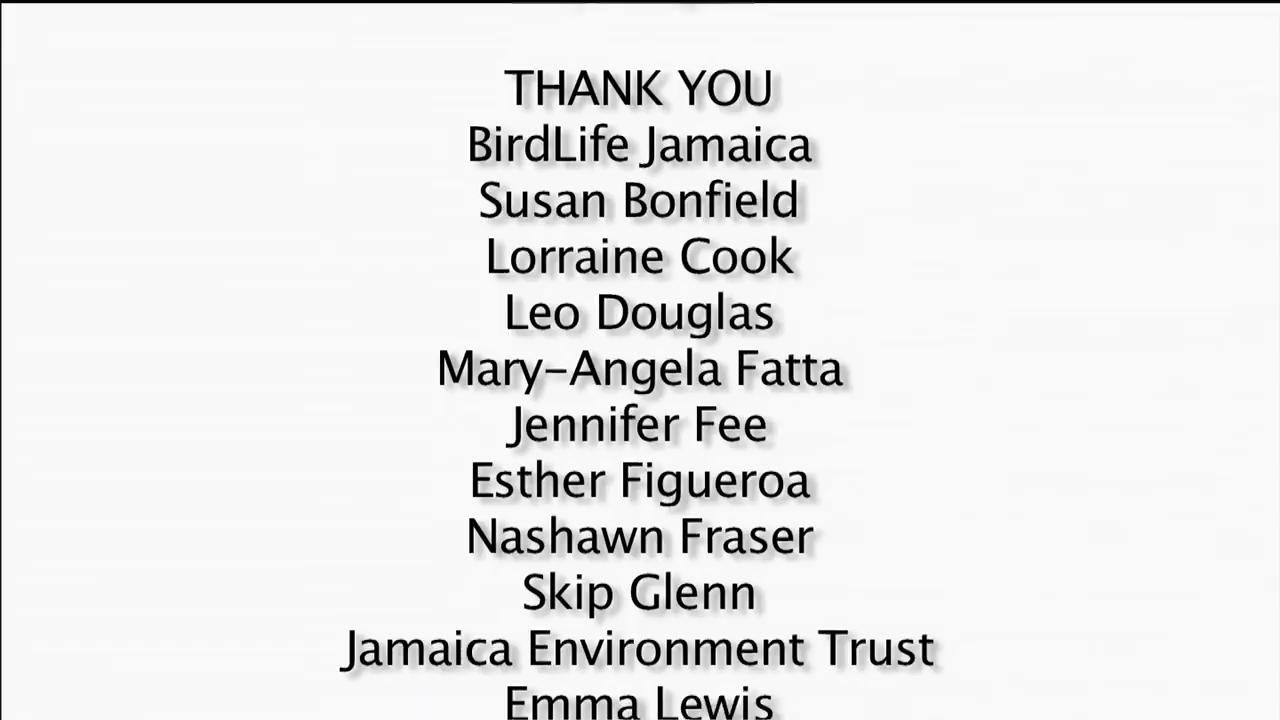 THANK YOU
BirdLife Jamaica
Susan Bonfield
Lorraine Cook
Leo Douglas
Mary-Angela Fatta
Jennifer Fee
Esther Figueroa
Nashawn Fraser
Skip Glenn
Jamaica Environment Trust
Emma Lewis